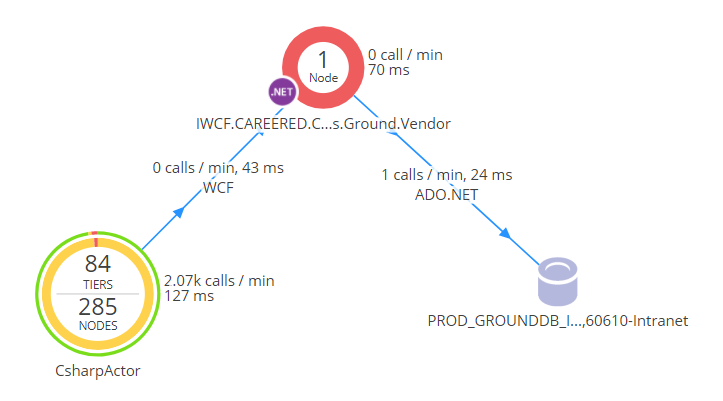 1
Node
0 call / min
70 ms
.NET
IWCF.CAREERED.C...s.Ground.Vendor
0 calls / min, 43 ms
WCF
1 calls / min, 24 ms
ADO.NET
84
TIERS
285
NODES
2.07k calls / min
127 ms
CsharpActor
PROD_GROUNDDB_I...,60610-Intranet